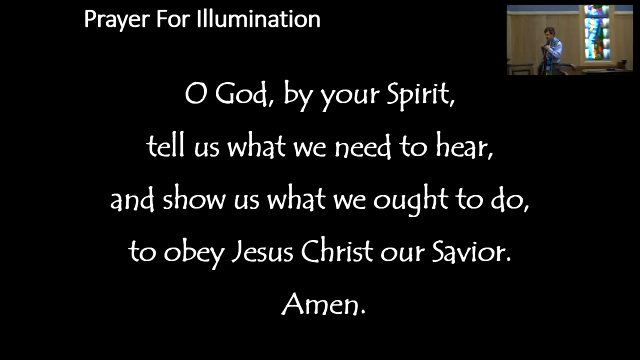 Prayer For Illumination
O God, by your Spirit,
tell us what we need to hear,
and show us what we ought to do,
to obey Jesus Christ our Savior.
Amen.